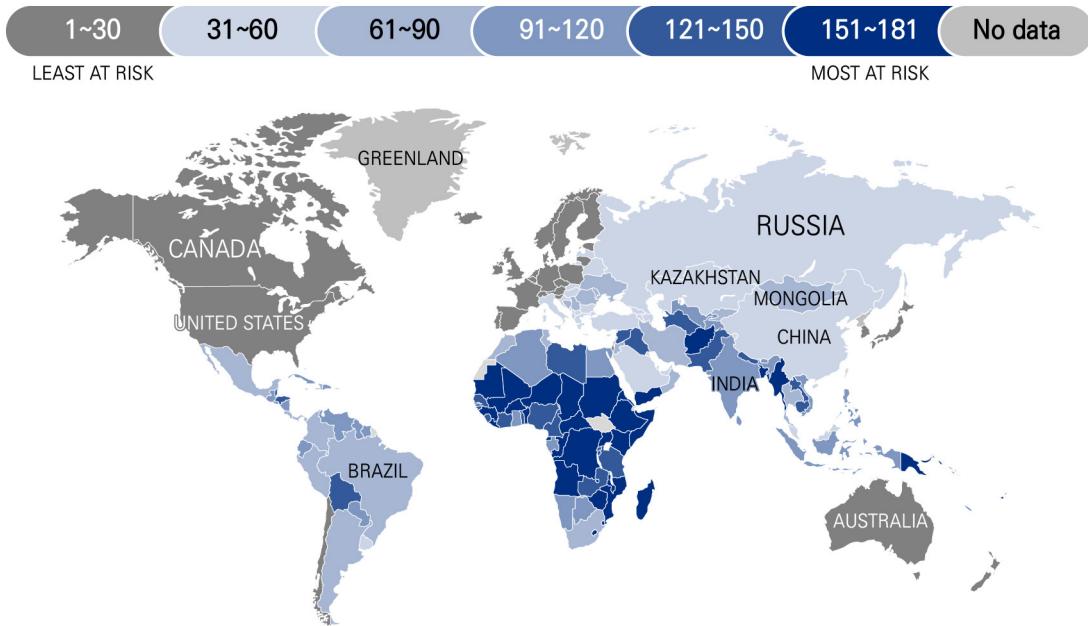 1~30 31~60 61~90 91~120 121~150 151~181 No data
LEAST AT RISK MOST AT RISK
GREENLAND
RUSSIA
CANADA
KAZAKHSTAN
MONGOLIA
UNITED STATES
CHINA
INDIA
BRAZIL
AUSTRALIA